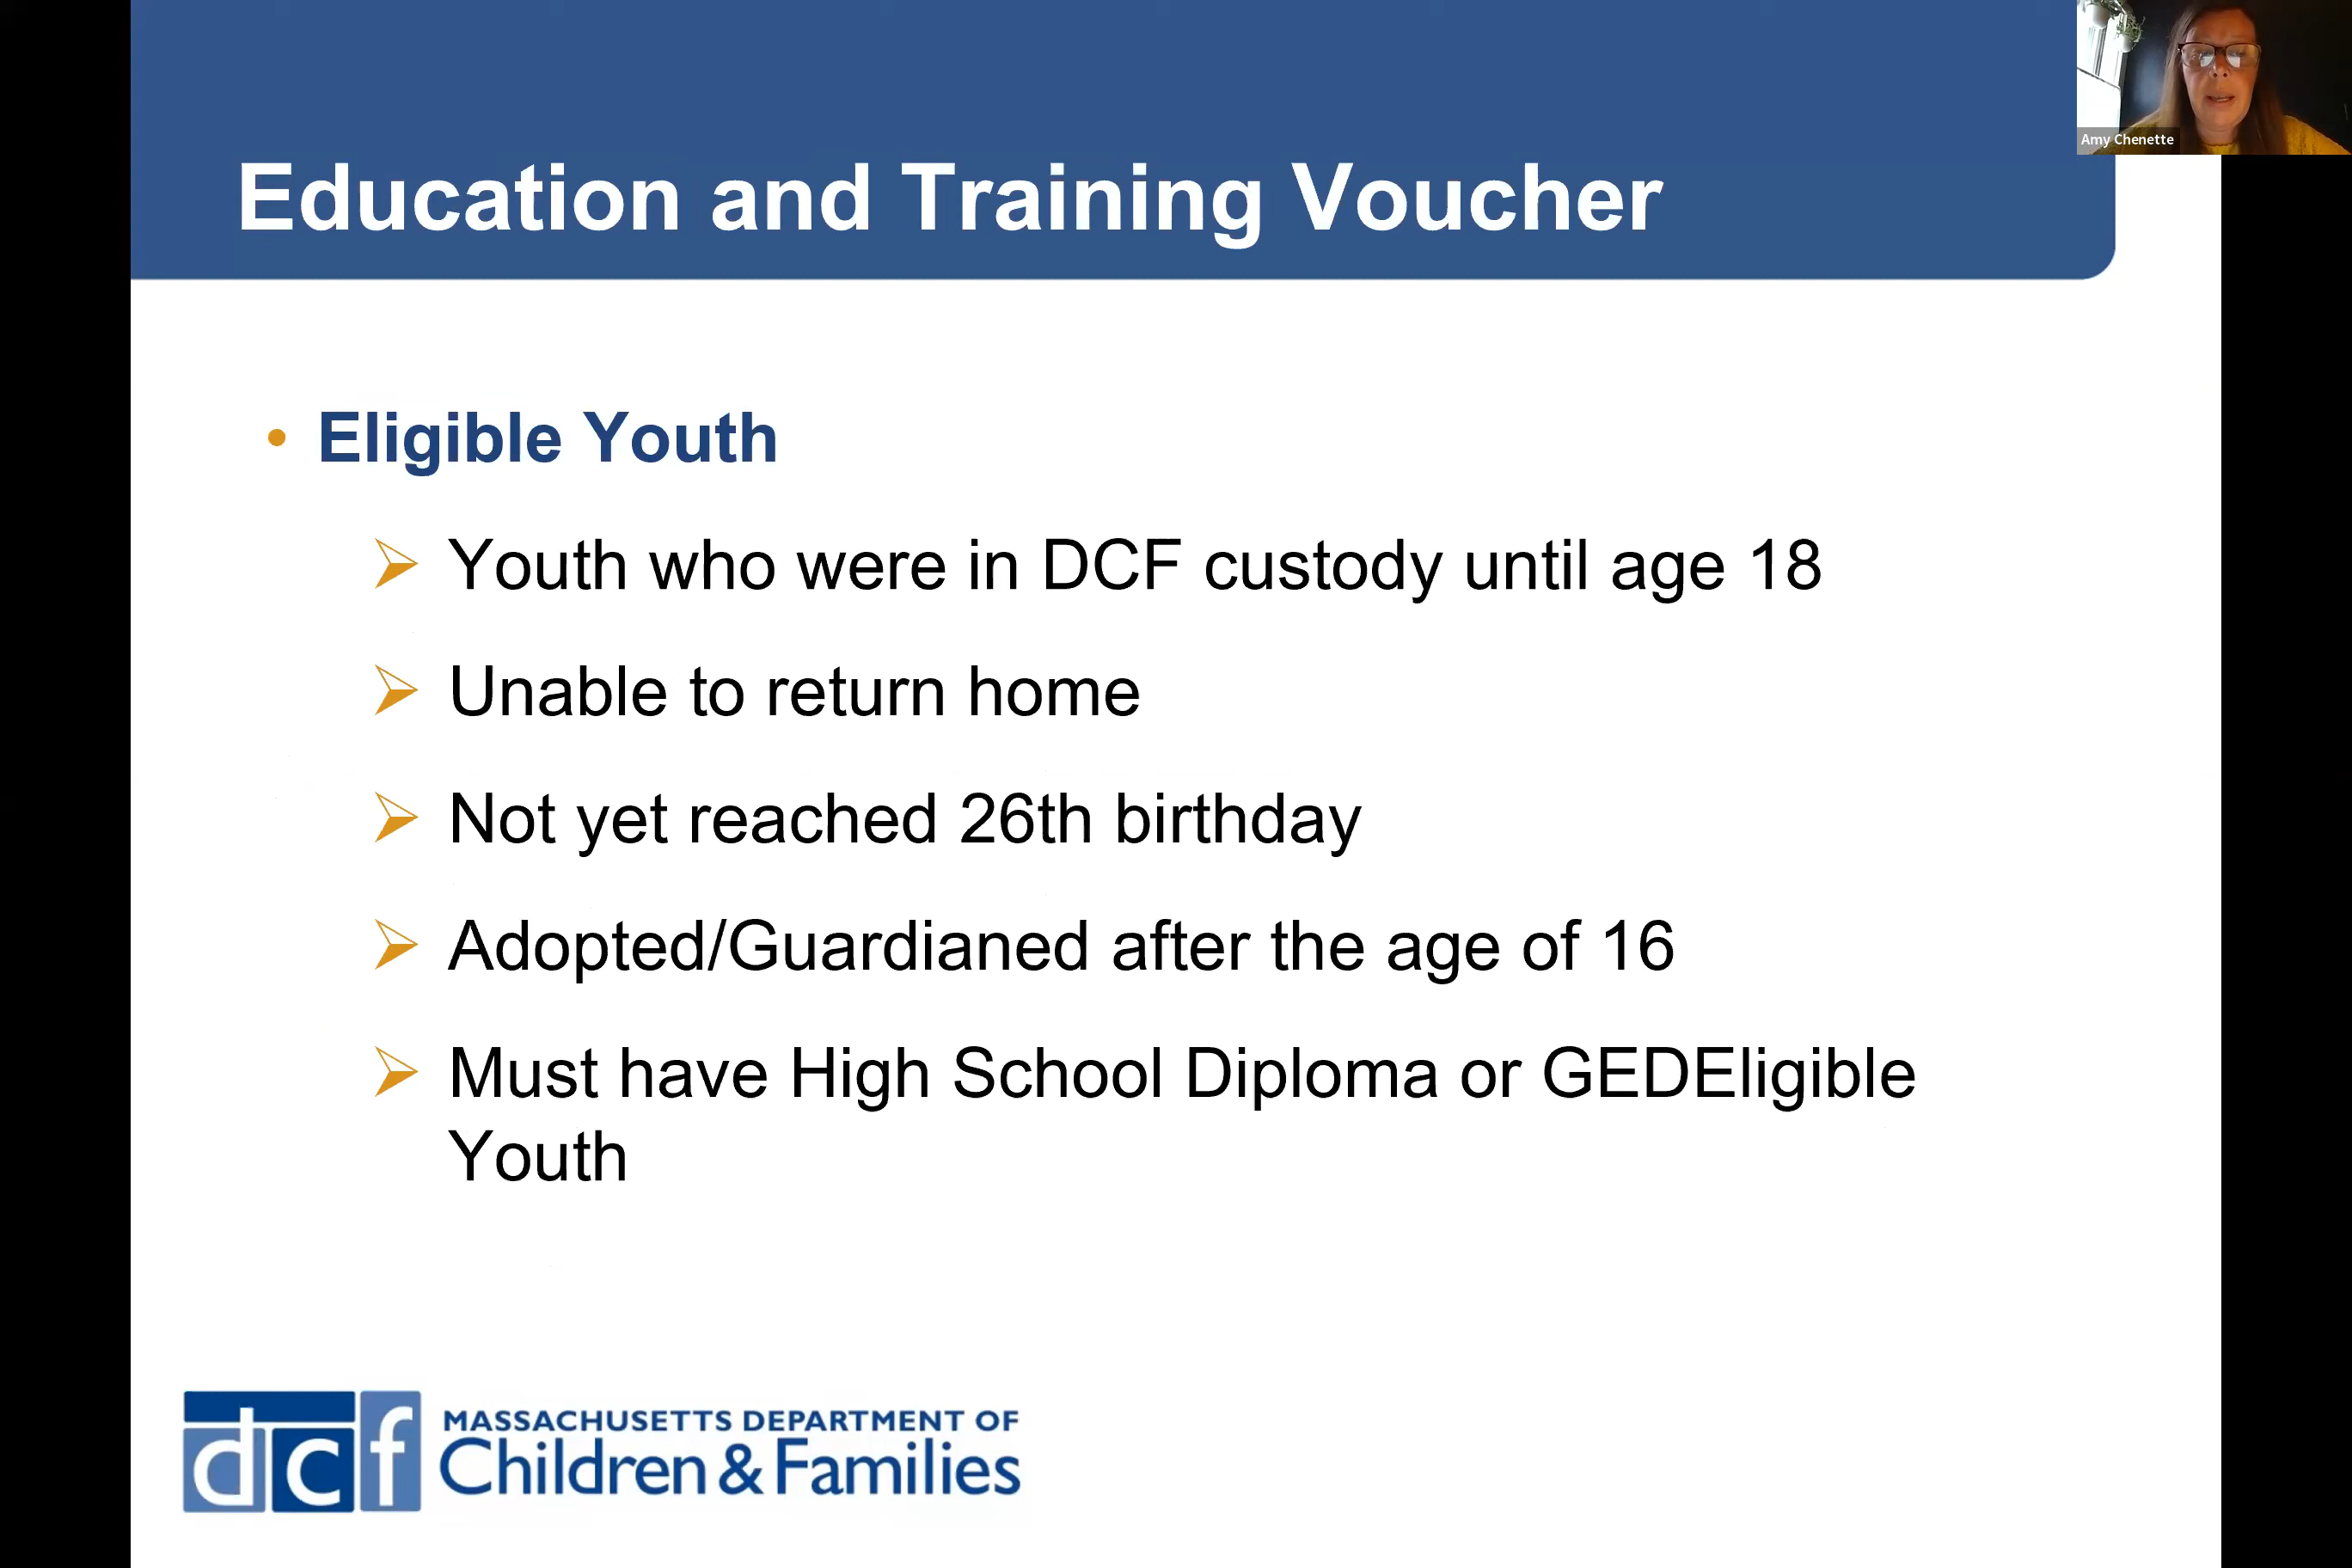 Education and Training Voucher
Amy Chenette
• Eligible Youth
➢ Youth who were in DCF custody until age 18
➢ Unable to return home
➢ Not yet reached 26th birthday
➢ Adopted/Guardianed after the age of 16
➢ Must have High School Diploma or GEDEligible
Youth
dcf
MASSACHUSETTS DEPARTMENT OF
Children & Families